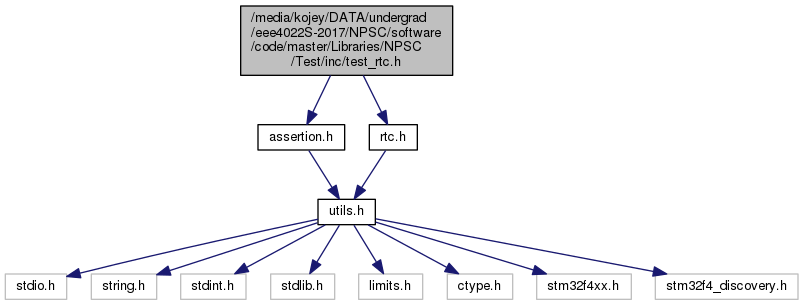 /media/kojey/DATA/undergrad
/eee4022S-2017/NPSC/software
/code/master/Libraries/NPSC
/Test/inc/test_rtc.h
assertion.h
rtc.h
utils.h
stdio.h
string.h
stdint.h
stdlib.h
limits.h
ctype.h
stm32f4xx.h
stm32f4_discovery.h